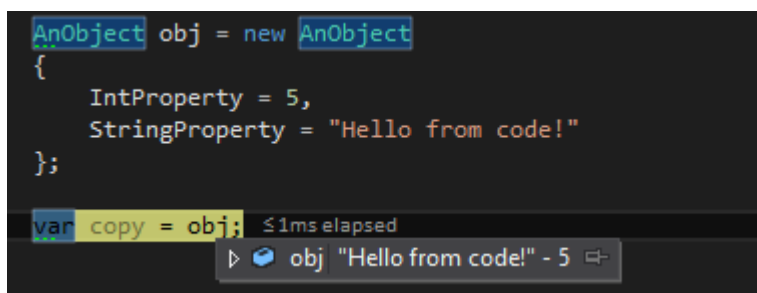 AnObject obj = new AnObject
{
IntProperty = 5,
StringProperty = "Hello from code!"
};
var copy = obj; ≤1ms elapsed
obj "Hello from code!" - 5